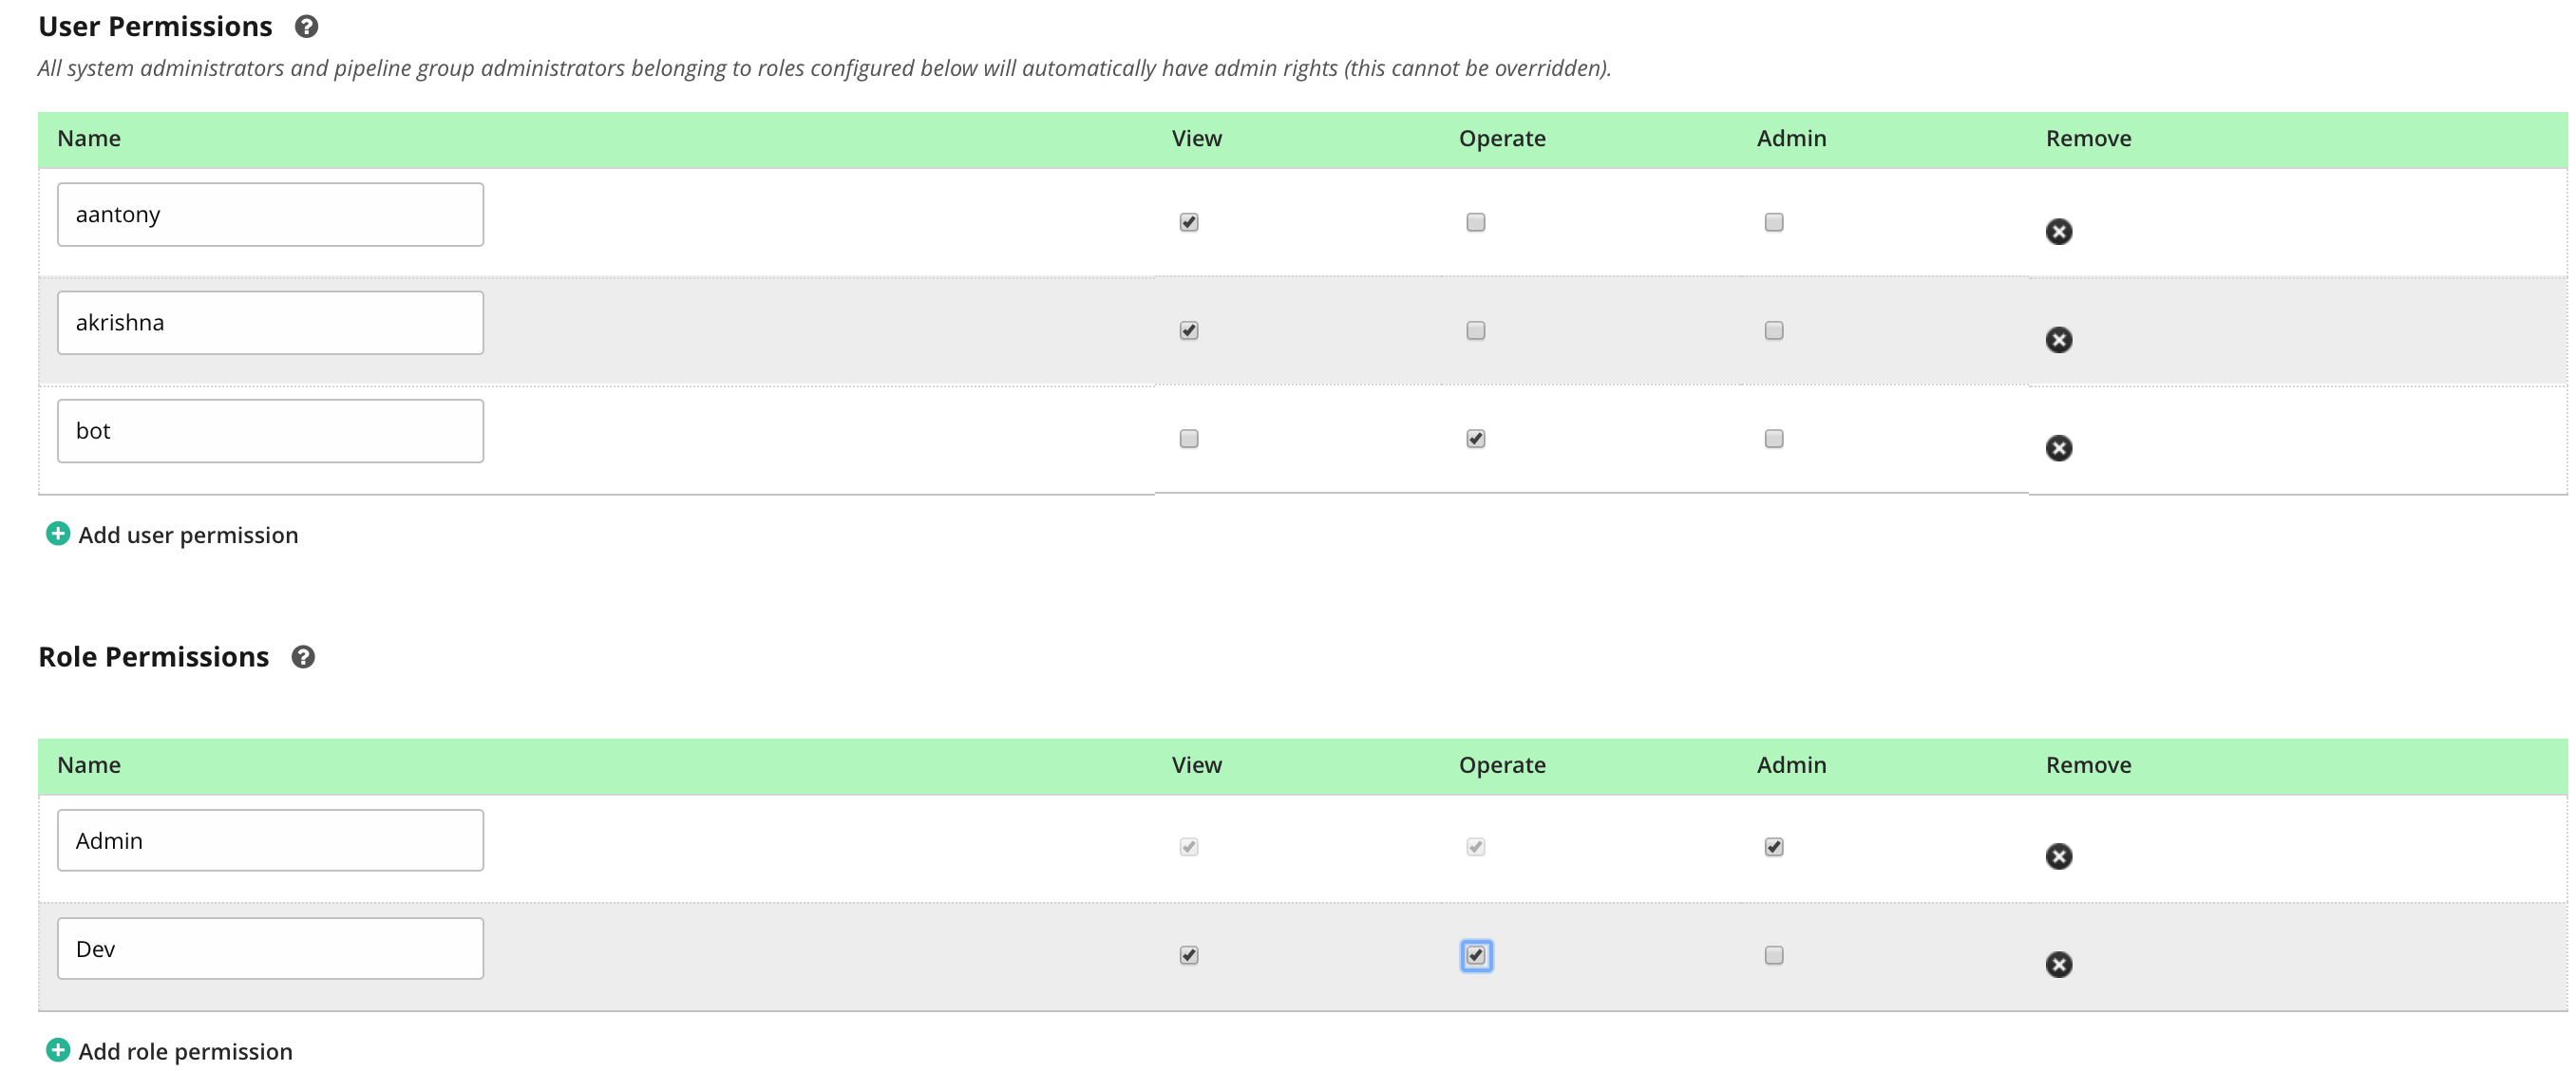 User Permissions
All system administrators and pipeline group administrators belonging to roles configured below will automatically have admin rights (this cannot be overridden).
Name View Operate Admin Remove
aantony
akrishna
bot
Add user permission
Role Permissions
Name View Operate Admin Remove
Admin
Dev
Add role permission